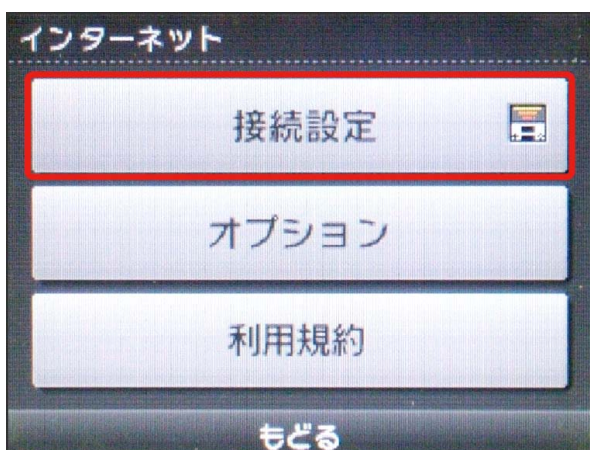 インターネット
接続設定
オプション
利用規約
もどる